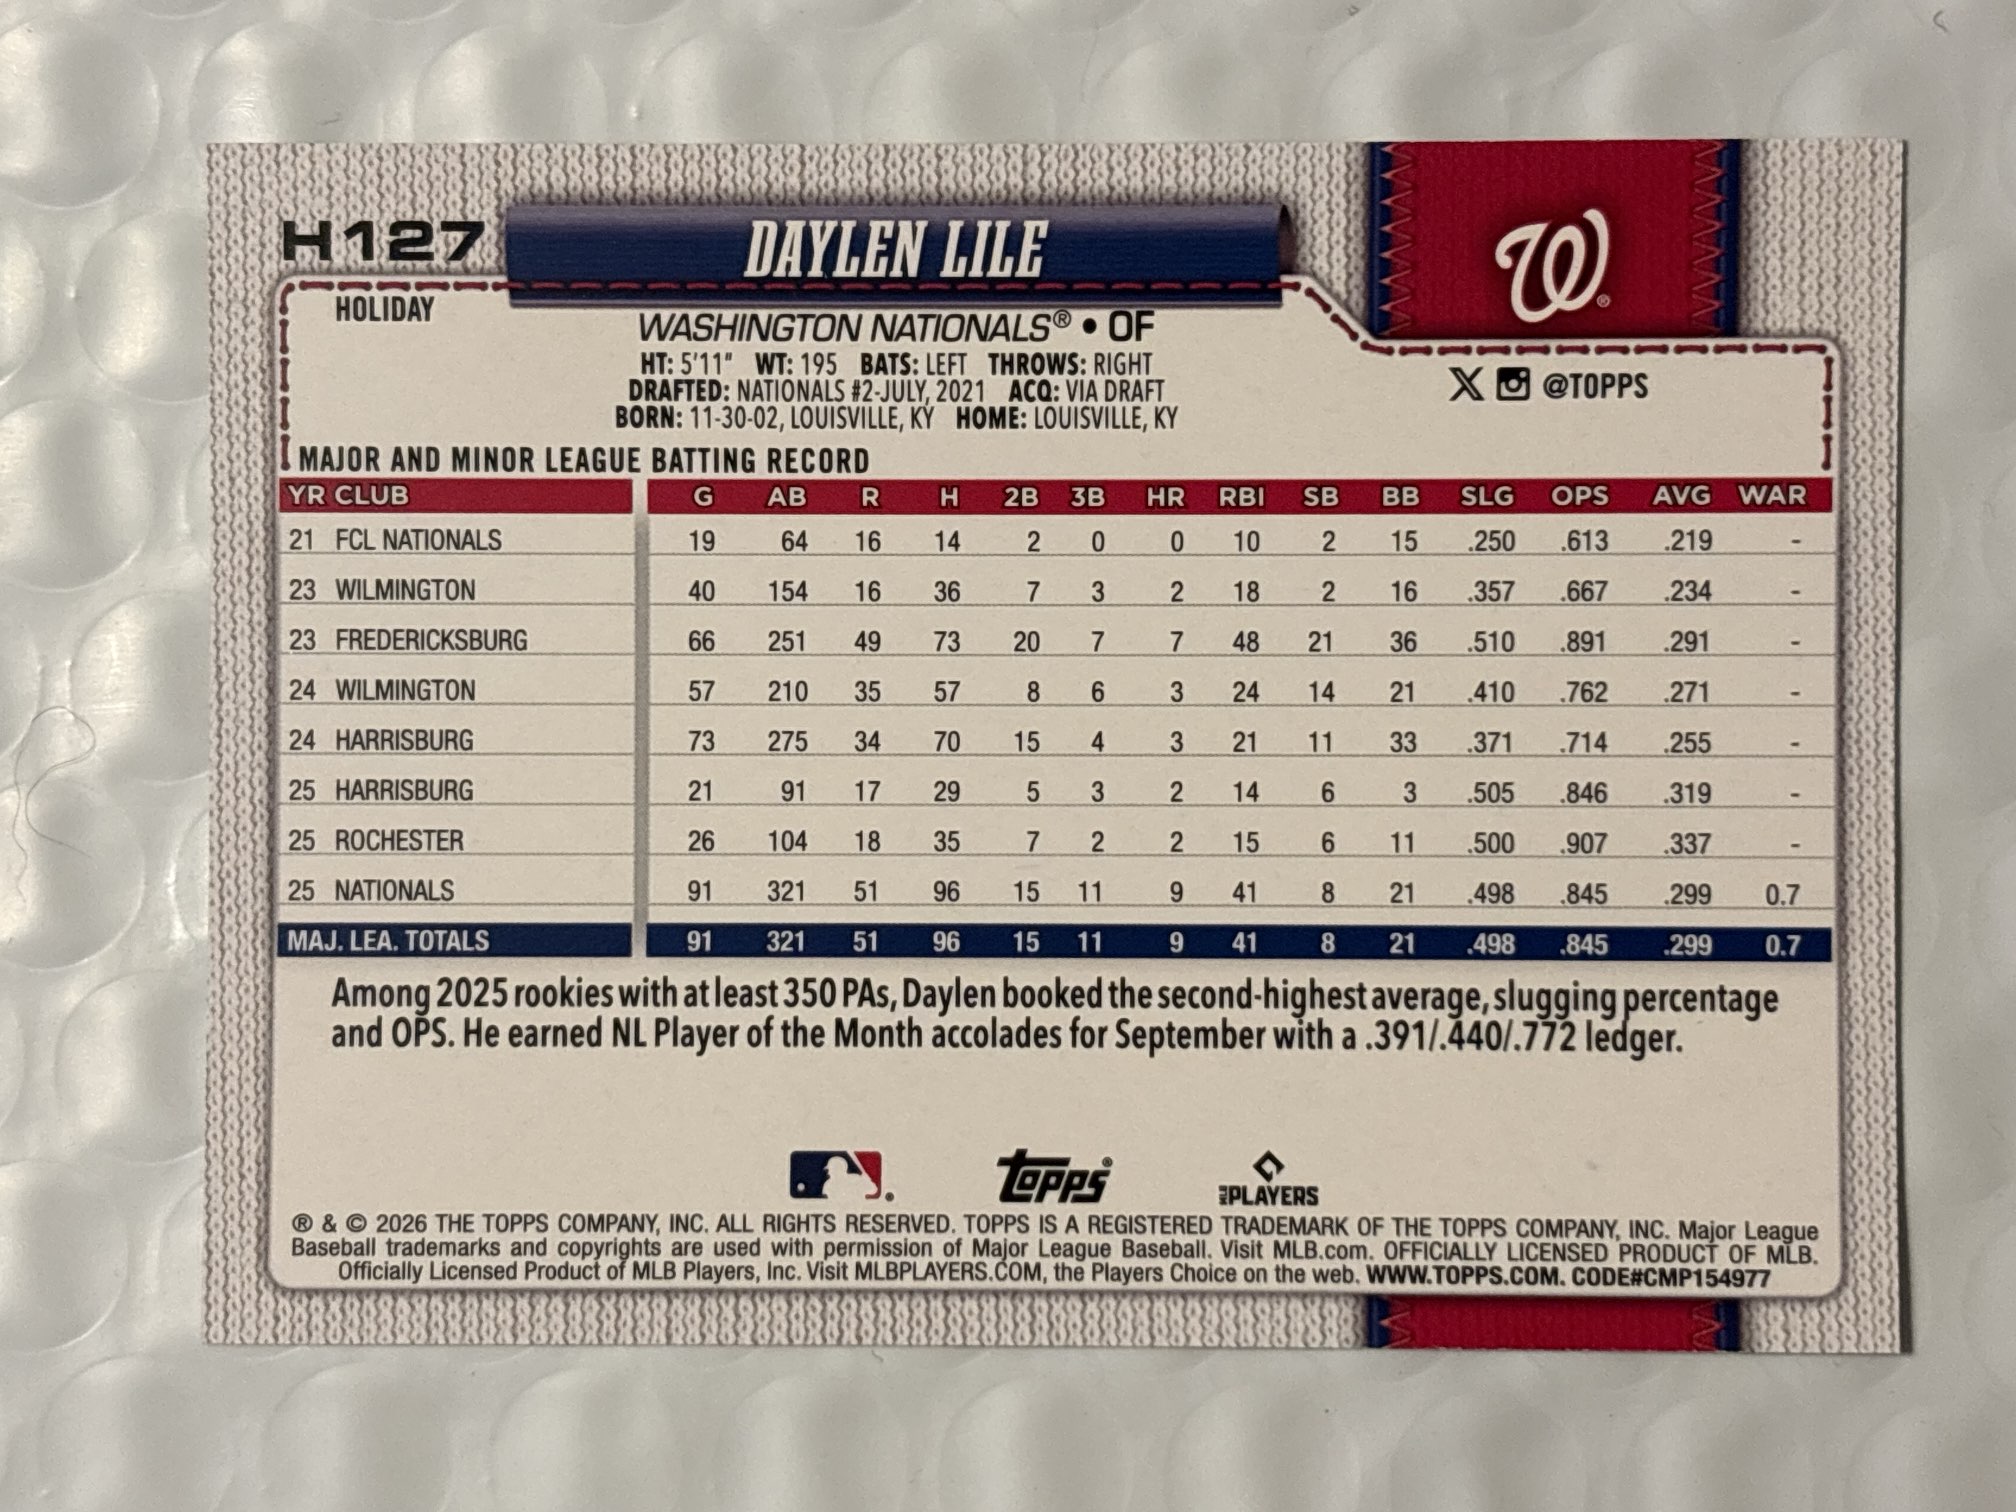 H127
DAYLEN LILE
W®
HOLIDAY
WASHINGTON NATIONALS® • OF
HT: 5'11" WT: 195 BATS: LEFT THROWS: RIGHT
DRAFTED: NATIONALS #2-JULY, 2021 ACQ: VIA DRAFT
BORN: 11-30-02, LOUISVILLE, KY HOME: LOUISVILLE, KY
@TOPPS
MAJOR AND MINOR LEAGUE BATTING RECORD
YR CLUB G AB R H 2B 3B HR RBI SB BB SLG OPS AVG WAR
21 FCL NATIONALS 19 64 16 14 2 0 0 10 2 15 .250 .613 .219 -
23 WILMINGTON 40 154 16 36 7 3 2 18 2 16 .357 .667 .234 -
23 FREDERICKSBURG 66 251 49 73 20 7 7 48 21 36 .510 .891 .291 -
24 WILMINGTON 57 210 35 57 8 6 3 24 14 21 .410 .762 .271 -
24 HARRISBURG 73 275 34 70 15 4 3 21 11 33 .371 .714 .255 -
25 HARRISBURG 21 91 17 29 5 3 2 14 6 3 .505 .846 .319 -
25 ROCHESTER 26 104 18 35 7 2 2 15 6 11 .500 .907 .337 -
25 NATIONALS 91 321 51 96 15 11 9 41 8 21 .498 .845 .299 0.7
MAJ. LEA. TOTALS 91 321 51 96 15 11 9 41 8 21 .498 .845 .299 0.7
Among 2025 rookies with at least 350 PAs, Daylen booked the second-highest average, slugging percentage
and OPS. He earned NL Player of the Month accolades for September with a .391/.440/.772 ledger.
topps®
MLB PLAYERS
® & © 2026 THE TOPPS COMPANY, INC. ALL RIGHTS RESERVED. TOPPS IS A REGISTERED TRADEMARK OF THE TOPPS COMPANY, INC. Major League
Baseball trademarks and copyrights are used with permission of Major League Baseball. Visit MLB.com. OFFICIALLY LICENSED PRODUCT OF MLB.
Officially Licensed Product of MLB Players, Inc. Visit MLBPLAYERS.COM, the Players Choice on the web. WWW.TOPPS.COM. CODE#CMP154977